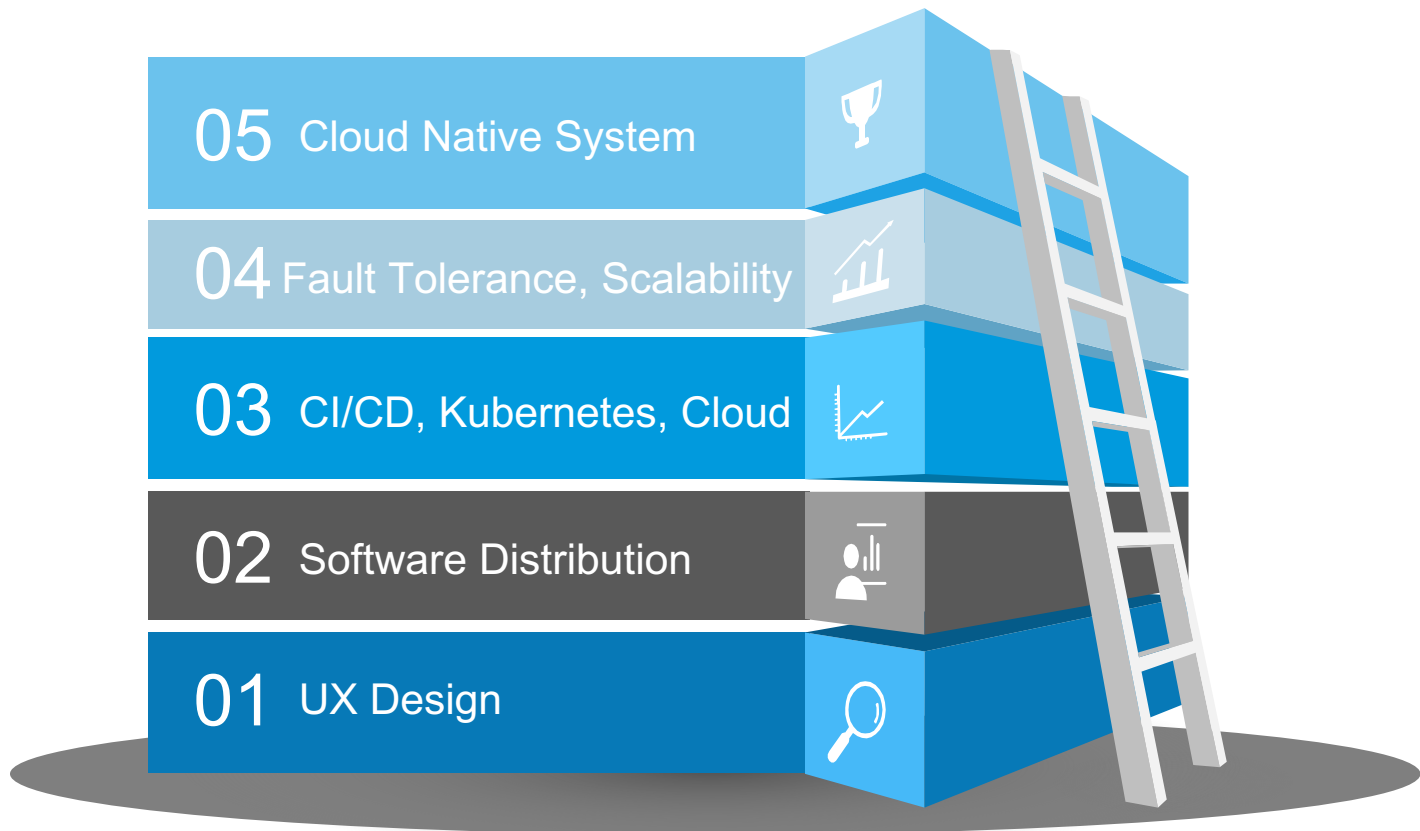 05 Cloud Native System
04 Fault Tolerance, Scalability
03 CI/CD, Kubernetes, Cloud
02 Software Distribution
01 UX Design